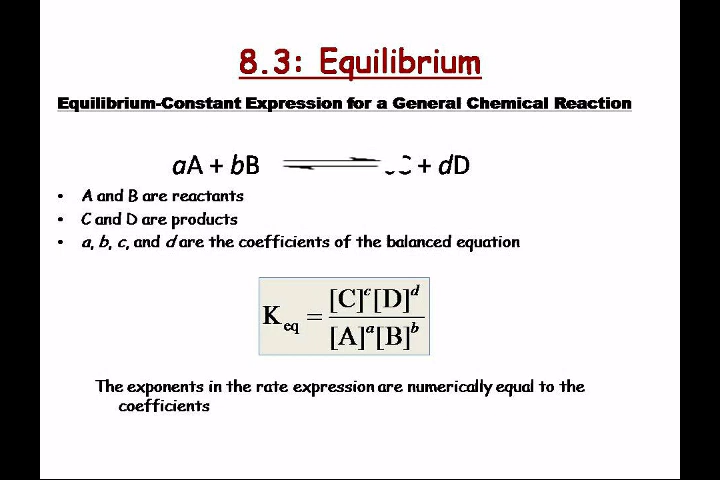 8.3: Equilibrium
Equilibrium-Constant Expression for a General Chemical Reaction
aA + bB ⇌ C + dD
• A and B are reactants
• C and D are products
• a, b, c, and d are the coefficients of the balanced equation
K_eq = [C]^c[D]^d / [A]^a[B]^b
The exponents in the rate expression are numerically equal to the
coefficients